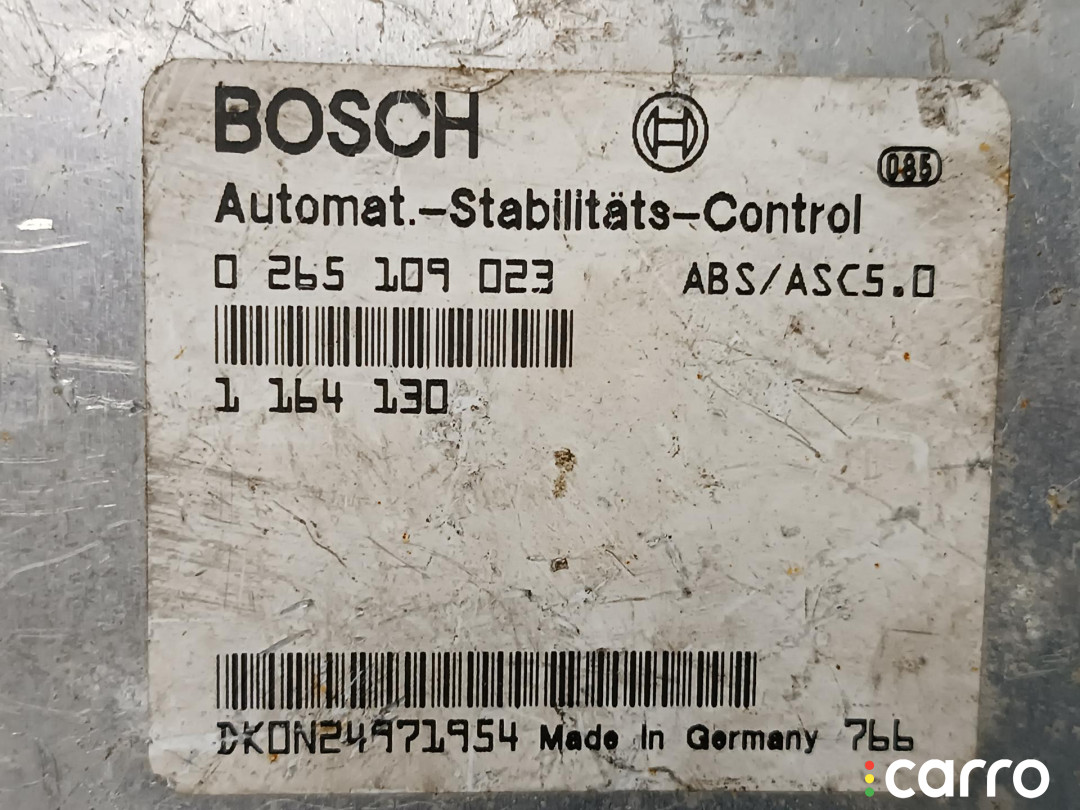 BOSCH
085
Automat.-Stabilitäts-Control
0 265 109 023 ABS/ASC5.0
1 164 130
DK0N24971954 Made in Germany 766
carro